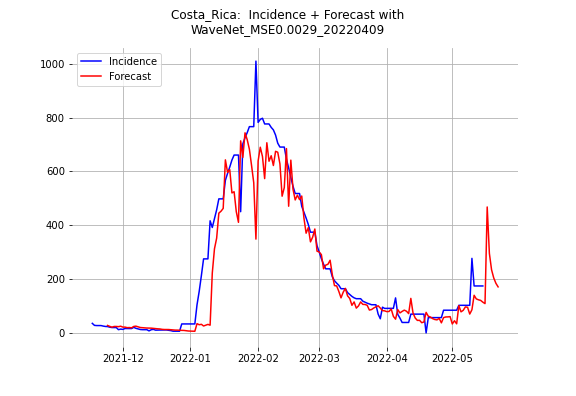 Costa_Rica:  Incidence + Forecast with
WaveNet_MSE0.0029_20220409
Incidence
Forecast
1000
800
600
400
200
0
2021-12 2022-01 2022-02 2022-03 2022-04 2022-05